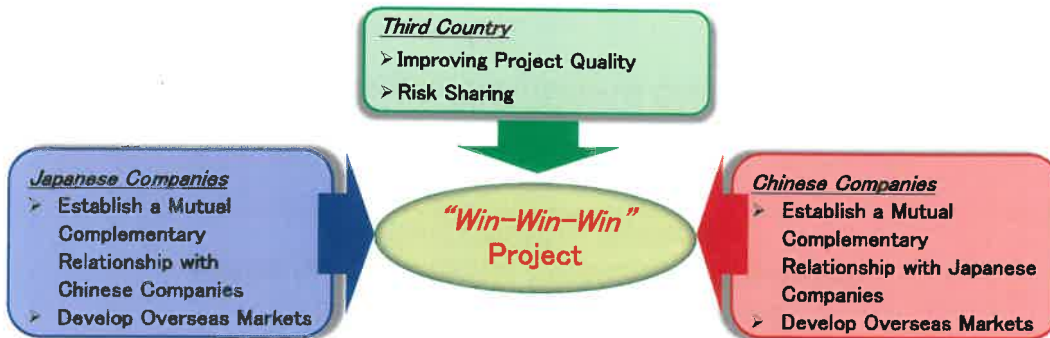 Third Country
➢ Improving Project Quality
➢ Risk Sharing
Japanese Companies
➢ Establish a Mutual
Complementary
Relationship with
Chinese Companies
➢ Develop Overseas Markets
"Win-Win-Win"
Project
Chinese Companies
➢ Establish a Mutual
Complementary
Relationship with Japanese
Companies
➢ Develop Overseas Markets